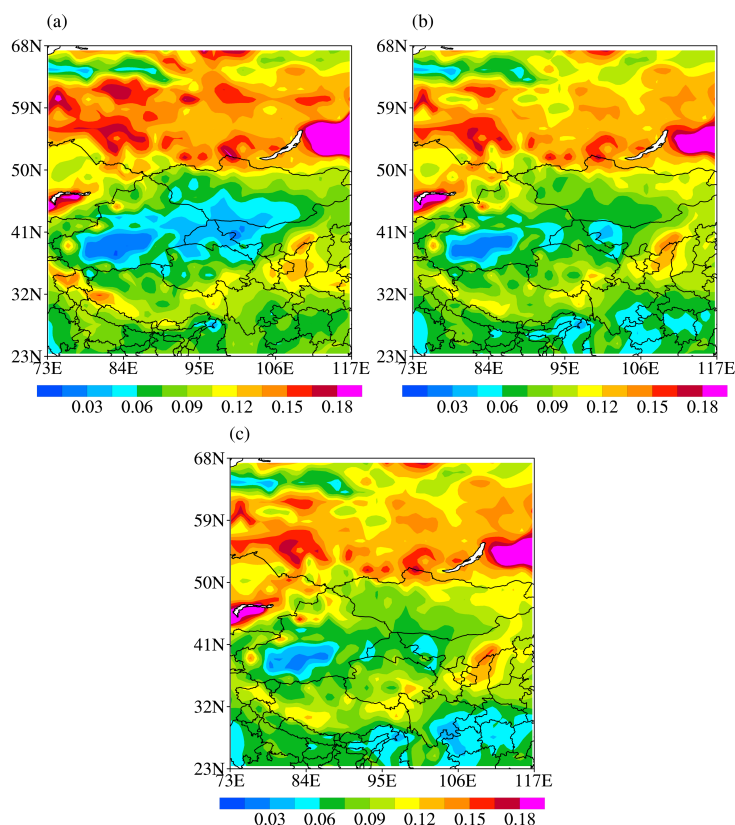 (a)
(b)
68N
59N
50N
41N
32N
23N
73E
84E
95E
106E
117E
0.03
0.06
0.09
0.12
0.15
0.18
68N
59N
50N
41N
32N
23N
73E
84E
95E
106E
117E
0.03
0.06
0.09
0.12
0.15
0.18
(c)
68N
59N
50N
41N
32N
23N
73E
84E
95E
106E
117E
0.03
0.06
0.09
0.12
0.15
0.18